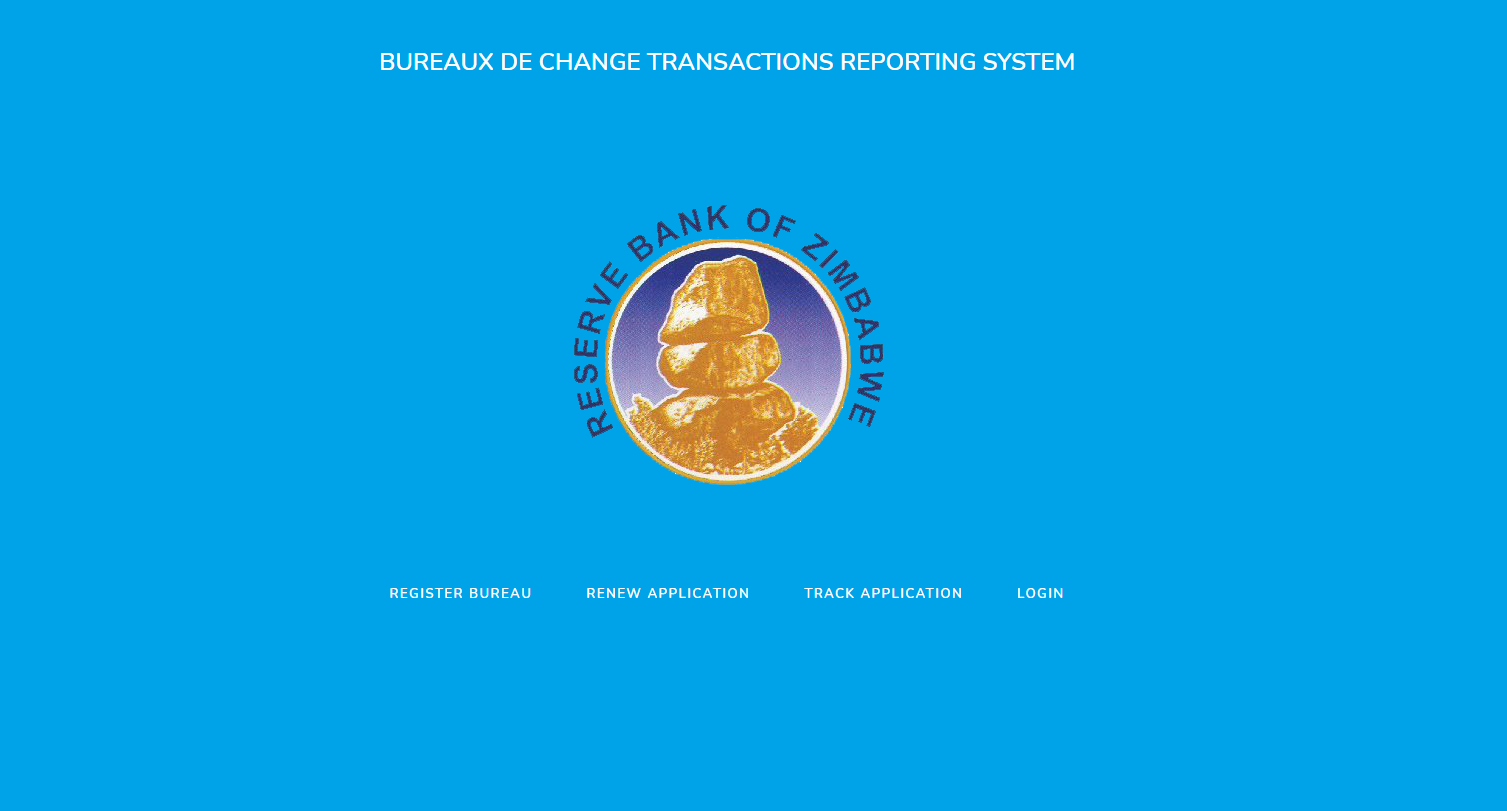 BUREAUX DE CHANGE TRANSACTIONS REPORTING SYSTEM
RESERVE BANK OF ZIMBABWE
REGISTER BUREAU RENEW APPLICATION TRACK APPLICATION LOGIN